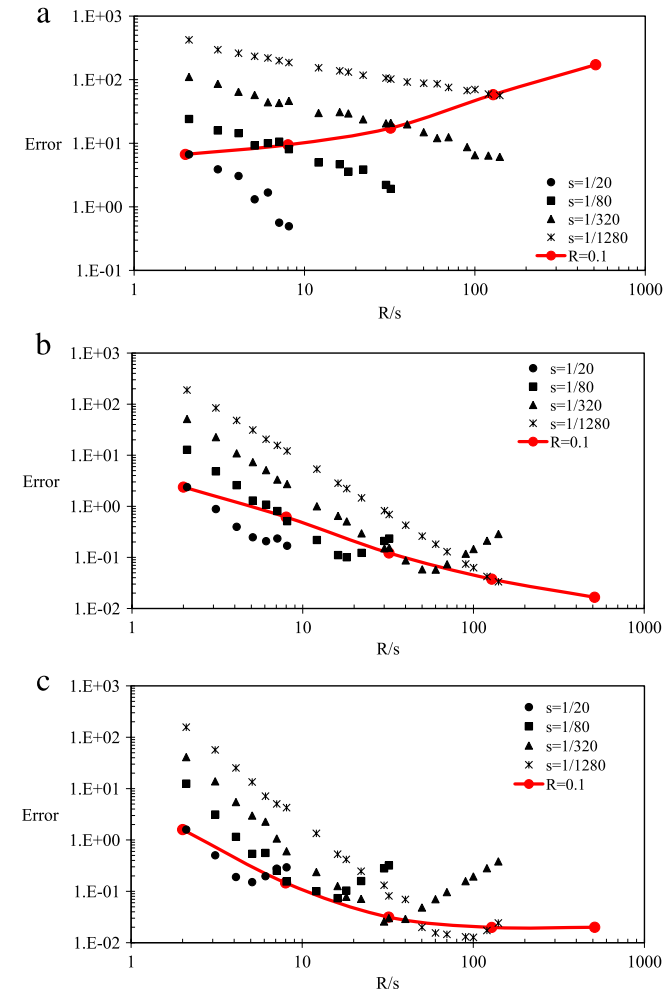 a
1.E+03
1.E+02
Error
1.E+01
1.E+00
1.E-01
s=1/20
s=1/80
s=1/320
s=1/1280
R=0.1
1
10
100
1000
R/s
b
1.E+03
1.E+02
1.E+01
Error
1.E+00
1.E-01
1.E-02
s=1/20
s=1/80
s=1/320
s=1/1280
R=0.1
1
10
100
1000
R/s
c
1.E+03
1.E+02
1.E+01
Error
1.E+00
1.E-01
1.E-02
s=1/20
s=1/80
s=1/320
s=1/1280
R=0.1
1
10
100
1000
R/s